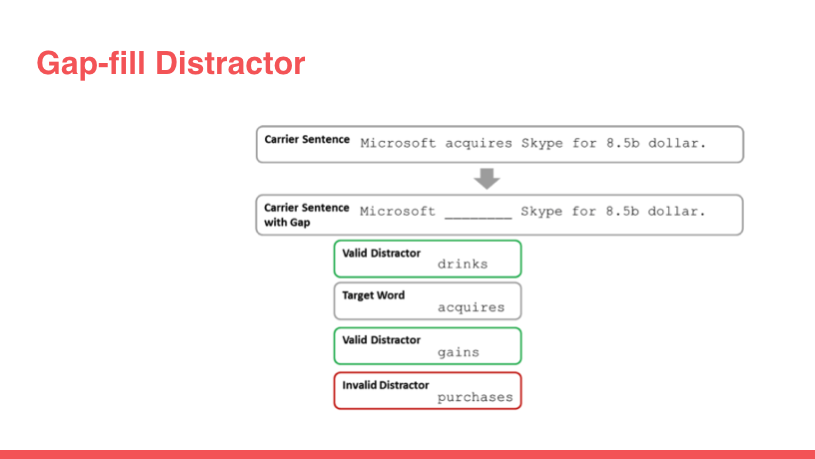 Gap-fill Distractor
Carrier Sentence Microsoft acquires Skype for 8.5b dollar.
Carrier Sentence with Gap Microsoft ________ Skype for 8.5b dollar.
Valid Distractor
drinks
Target Word
acquires
Valid Distractor
gains
Invalid Distractor
purchases